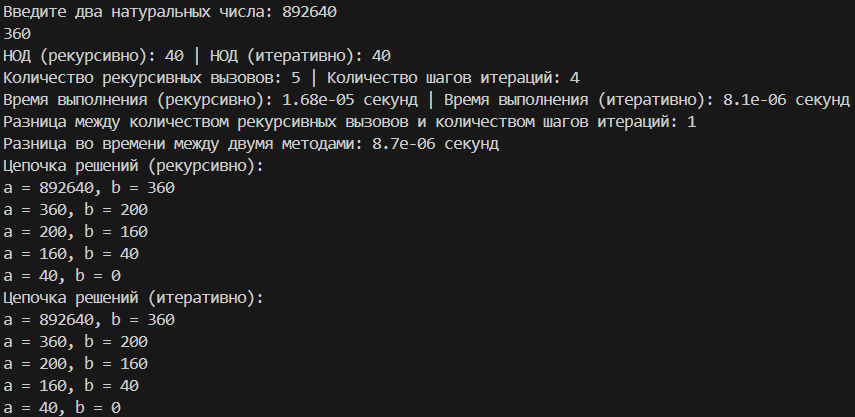 Введите два натуральных числа: 892640
360
НОД (рекурсивно): 40 | НОД (итеративно): 40
Количество рекурсивных вызовов: 5 | Количество шагов итераций: 4
Время выполнения (рекурсивно): 1.68e-05 секунд | Время выполнения (итеративно): 8.1e-06 секунд
Разница между количеством рекурсивных вызовов и количеством шагов итераций: 1
Разница во времени между двумя методами: 8.7e-06 секунд
Цепочка решений (рекурсивно):
a = 892640, b = 360
a = 360, b = 200
a = 200, b = 160
a = 160, b = 40
a = 40, b = 0
Цепочка решений (итеративно):
a = 892640, b = 360
a = 360, b = 200
a = 200, b = 160
a = 160, b = 40
a = 40, b = 0